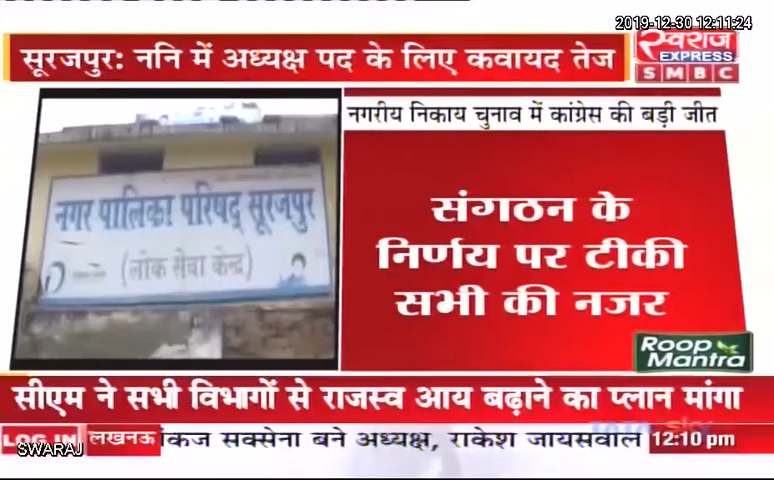 2019-12-30 12:11:24
सूरजपुर: ननि में अध्यक्ष पद के लिए कवायद तेज
स्वराज
EXPRESS
SMBC
नगरीय निकाय चुनाव में कांग्रेस की बड़ी जीत
नगर पालिका परिषद् सूरजपुर
(लोक सेवा केन्द्र)
संगठन के
निर्णय पर टीकी
सभी की नजर
Roop
Mantra
सीएम ने सभी विभागों से राजस्व आय बढ़ाने का प्लान मांगा
LOG IN लखनऊ सक्सेना बने अध्यक्ष, राकेश जायसवाल 12:10 pm
TATA sky
SWARAJ